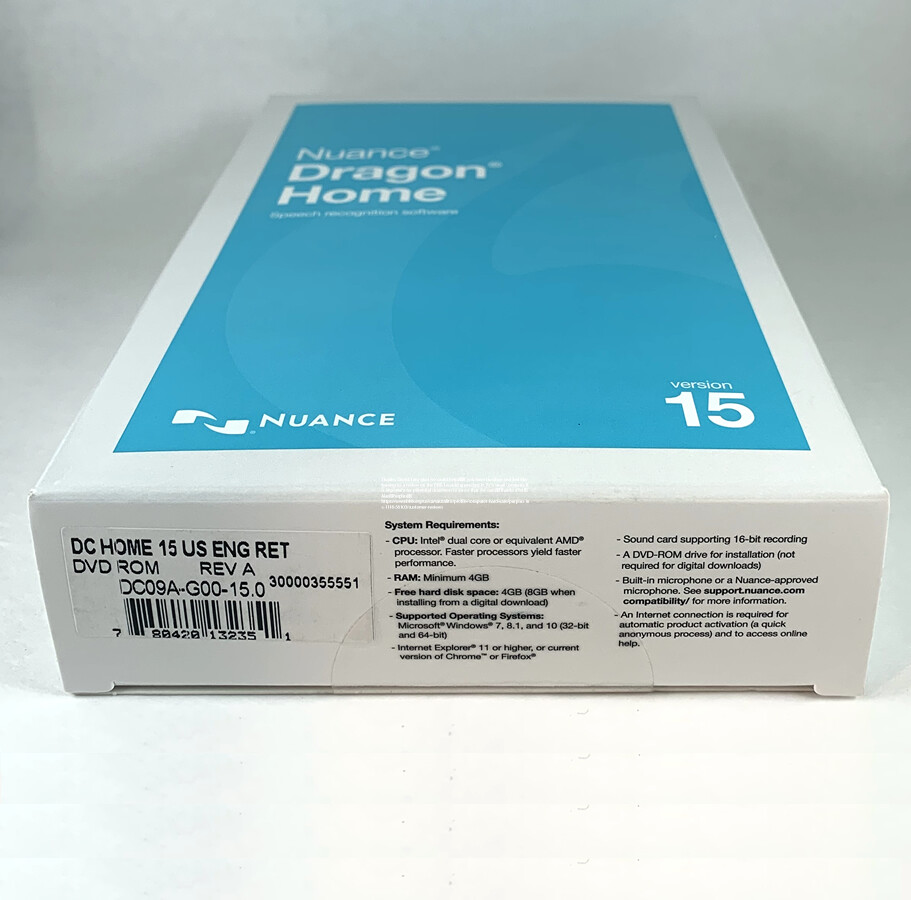 Nuance®
Dragon®
Home
Speech recognition software
version
15
NUANCE
DC HOME 15 US ENG RET
DVD ROM REV A
DC09A-G00-15.0 30000355551
7 80420 13235 1
System Requirements:
- CPU: Intel® dual core or equivalent AMD®
processor. Faster processors yield faster
performance.
- RAM: Minimum 4GB
- Free hard disk space: 4GB (8GB when
installing from a digital download)
- Supported Operating Systems:
Microsoft® Windows® 7, 8.1, and 10 (32-bit
and 64-bit)
- Internet Explorer® 11 or higher, or current
version of Chrome™ or Firefox®
- Sound card supporting 16-bit recording
- A DVD-ROM drive for installation (not
required for digital downloads)
- Built-in microphone or a Nuance-approved
microphone. See support.nuance.com
compatibility/ for more information.
- An Internet connection is required for
automatic product activation (a quick
anonymous process) and to access online
help.